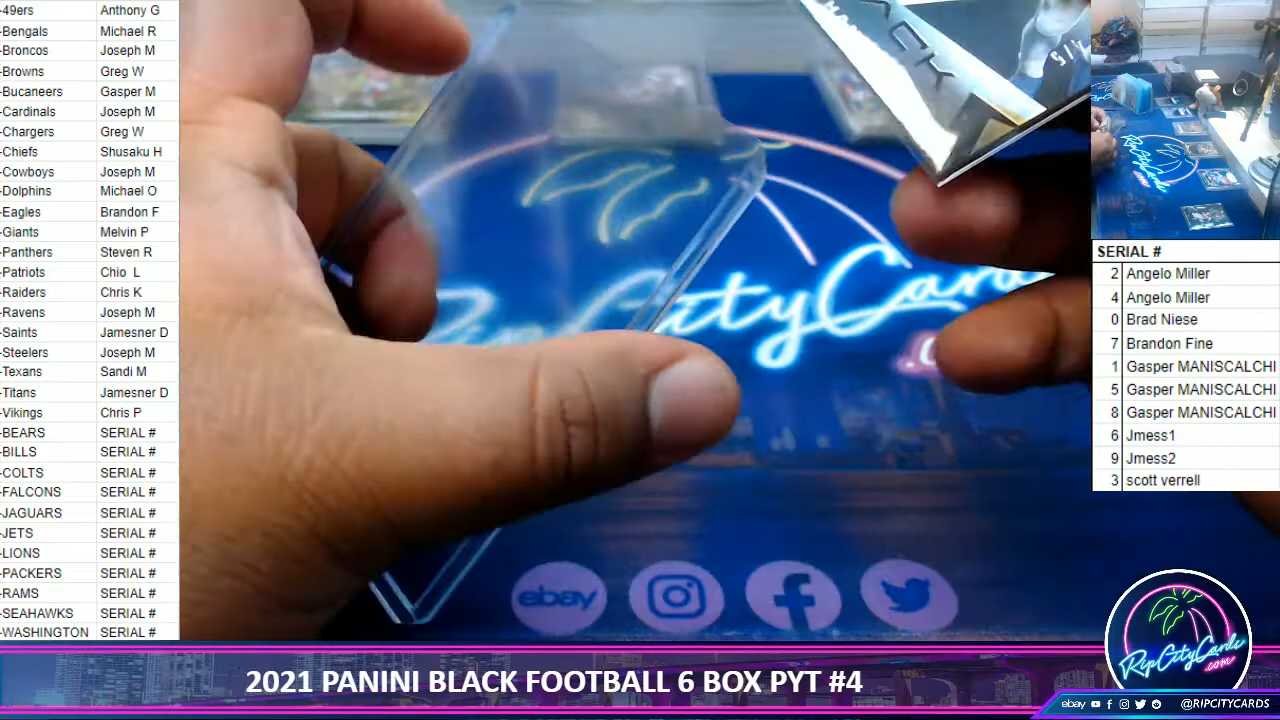 -49ers Anthony G
-Bengals Michael R
-Broncos Joseph M
-Browns Greg W
-Bucaneers Gasper M
-Cardinals Joseph M
-Chargers Greg W
-Chiefs Shusaku H
-Cowboys Joseph M
-Dolphins Michael O
-Eagles Brandon F
-Giants Melvin P
-Panthers Steven R
-Patriots Chio L
-Raiders Chris K
-Ravens Joseph M
-Saints Jamesner D
-Steelers Joseph M
-Texans Sandi M
-Titans Jamesner D
-Vikings Chris P
-BEARS SERIAL #
-BILLS SERIAL #
-COLTS SERIAL #
-FALCONS SERIAL #
-JAGUARS SERIAL #
-JETS SERIAL #
-LIONS SERIAL #
-PACKERS SERIAL #
-RAMS SERIAL #
-SEAHAWKS SERIAL #
-WASHINGTON SERIAL #
RipCityCards
ebay
SERIAL #
2 Angelo Miller
4 Angelo Miller
0 Brad Niese
7 Brandon Fine
1 Gasper MANISCALCHI
5 Gasper MANISCALCHI
8 Gasper MANISCALCHI
6 Jmess1
9 Jmess2
3 scott verrell
RipCityCards
.com
2021 PANINI BLACK FOOTBALL 6 BOX PYT #4
ebay @RIPCITYCARDS